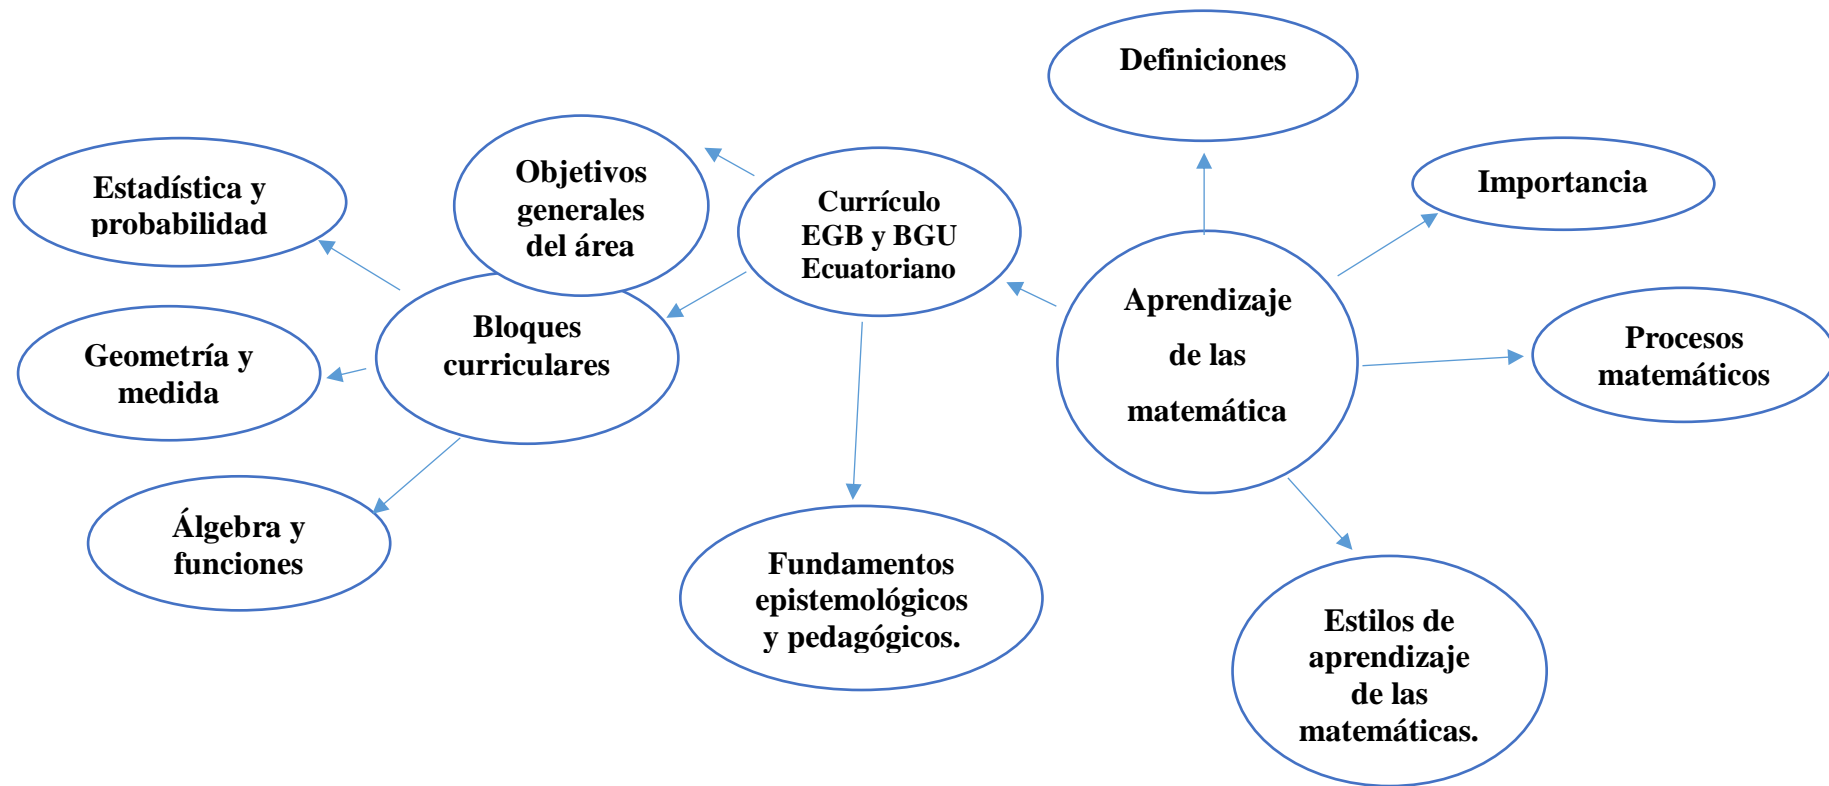 Definiciones
Importancia
Procesos
matemáticos
Estilos de
aprendizaje
de las
matemáticas.
Aprendizaje
de las
matemática
Currículo
EGB y BGU
Ecuatoriano
Objetivos
generales
del área
Bloques
curriculares
Fundamentos
epistemológicos
y pedagógicos.
Estadística y
probabilidad
Geometría y
medida
Álgebra y
funciones